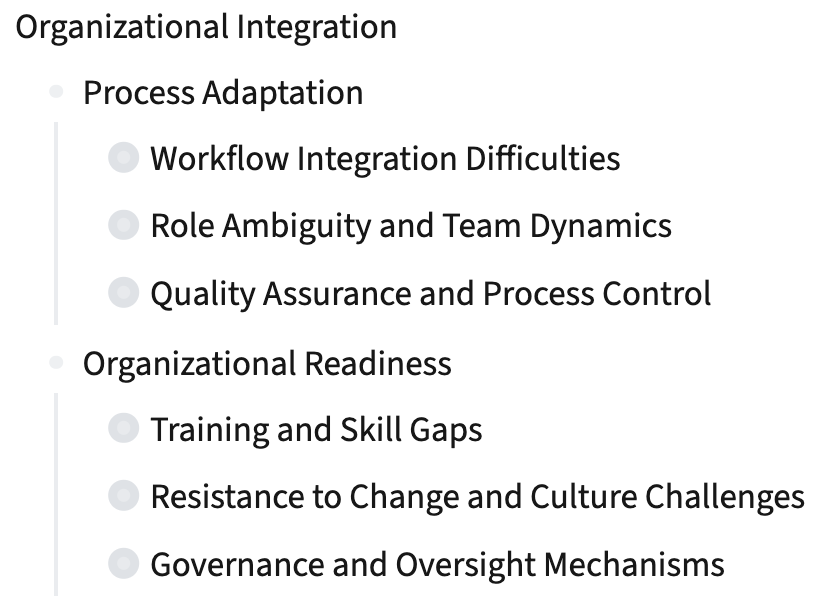 Organizational Integration
Process Adaptation
Workflow Integration Difficulties
Role Ambiguity and Team Dynamics
Quality Assurance and Process Control
Organizational Readiness
Training and Skill Gaps
Resistance to Change and Culture Challenges
Governance and Oversight Mechanisms